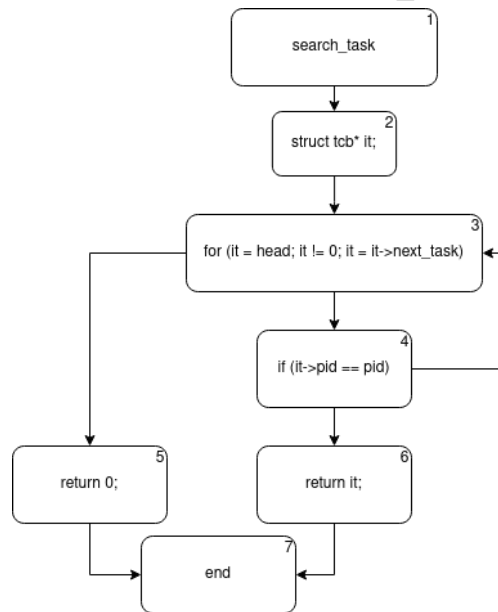 1
search_task
2
struct tcb* it;
3
for (it = head; it != 0; it = it->next_task)
4
if (it->pid == pid)
5
return 0;
6
return it;
7
end